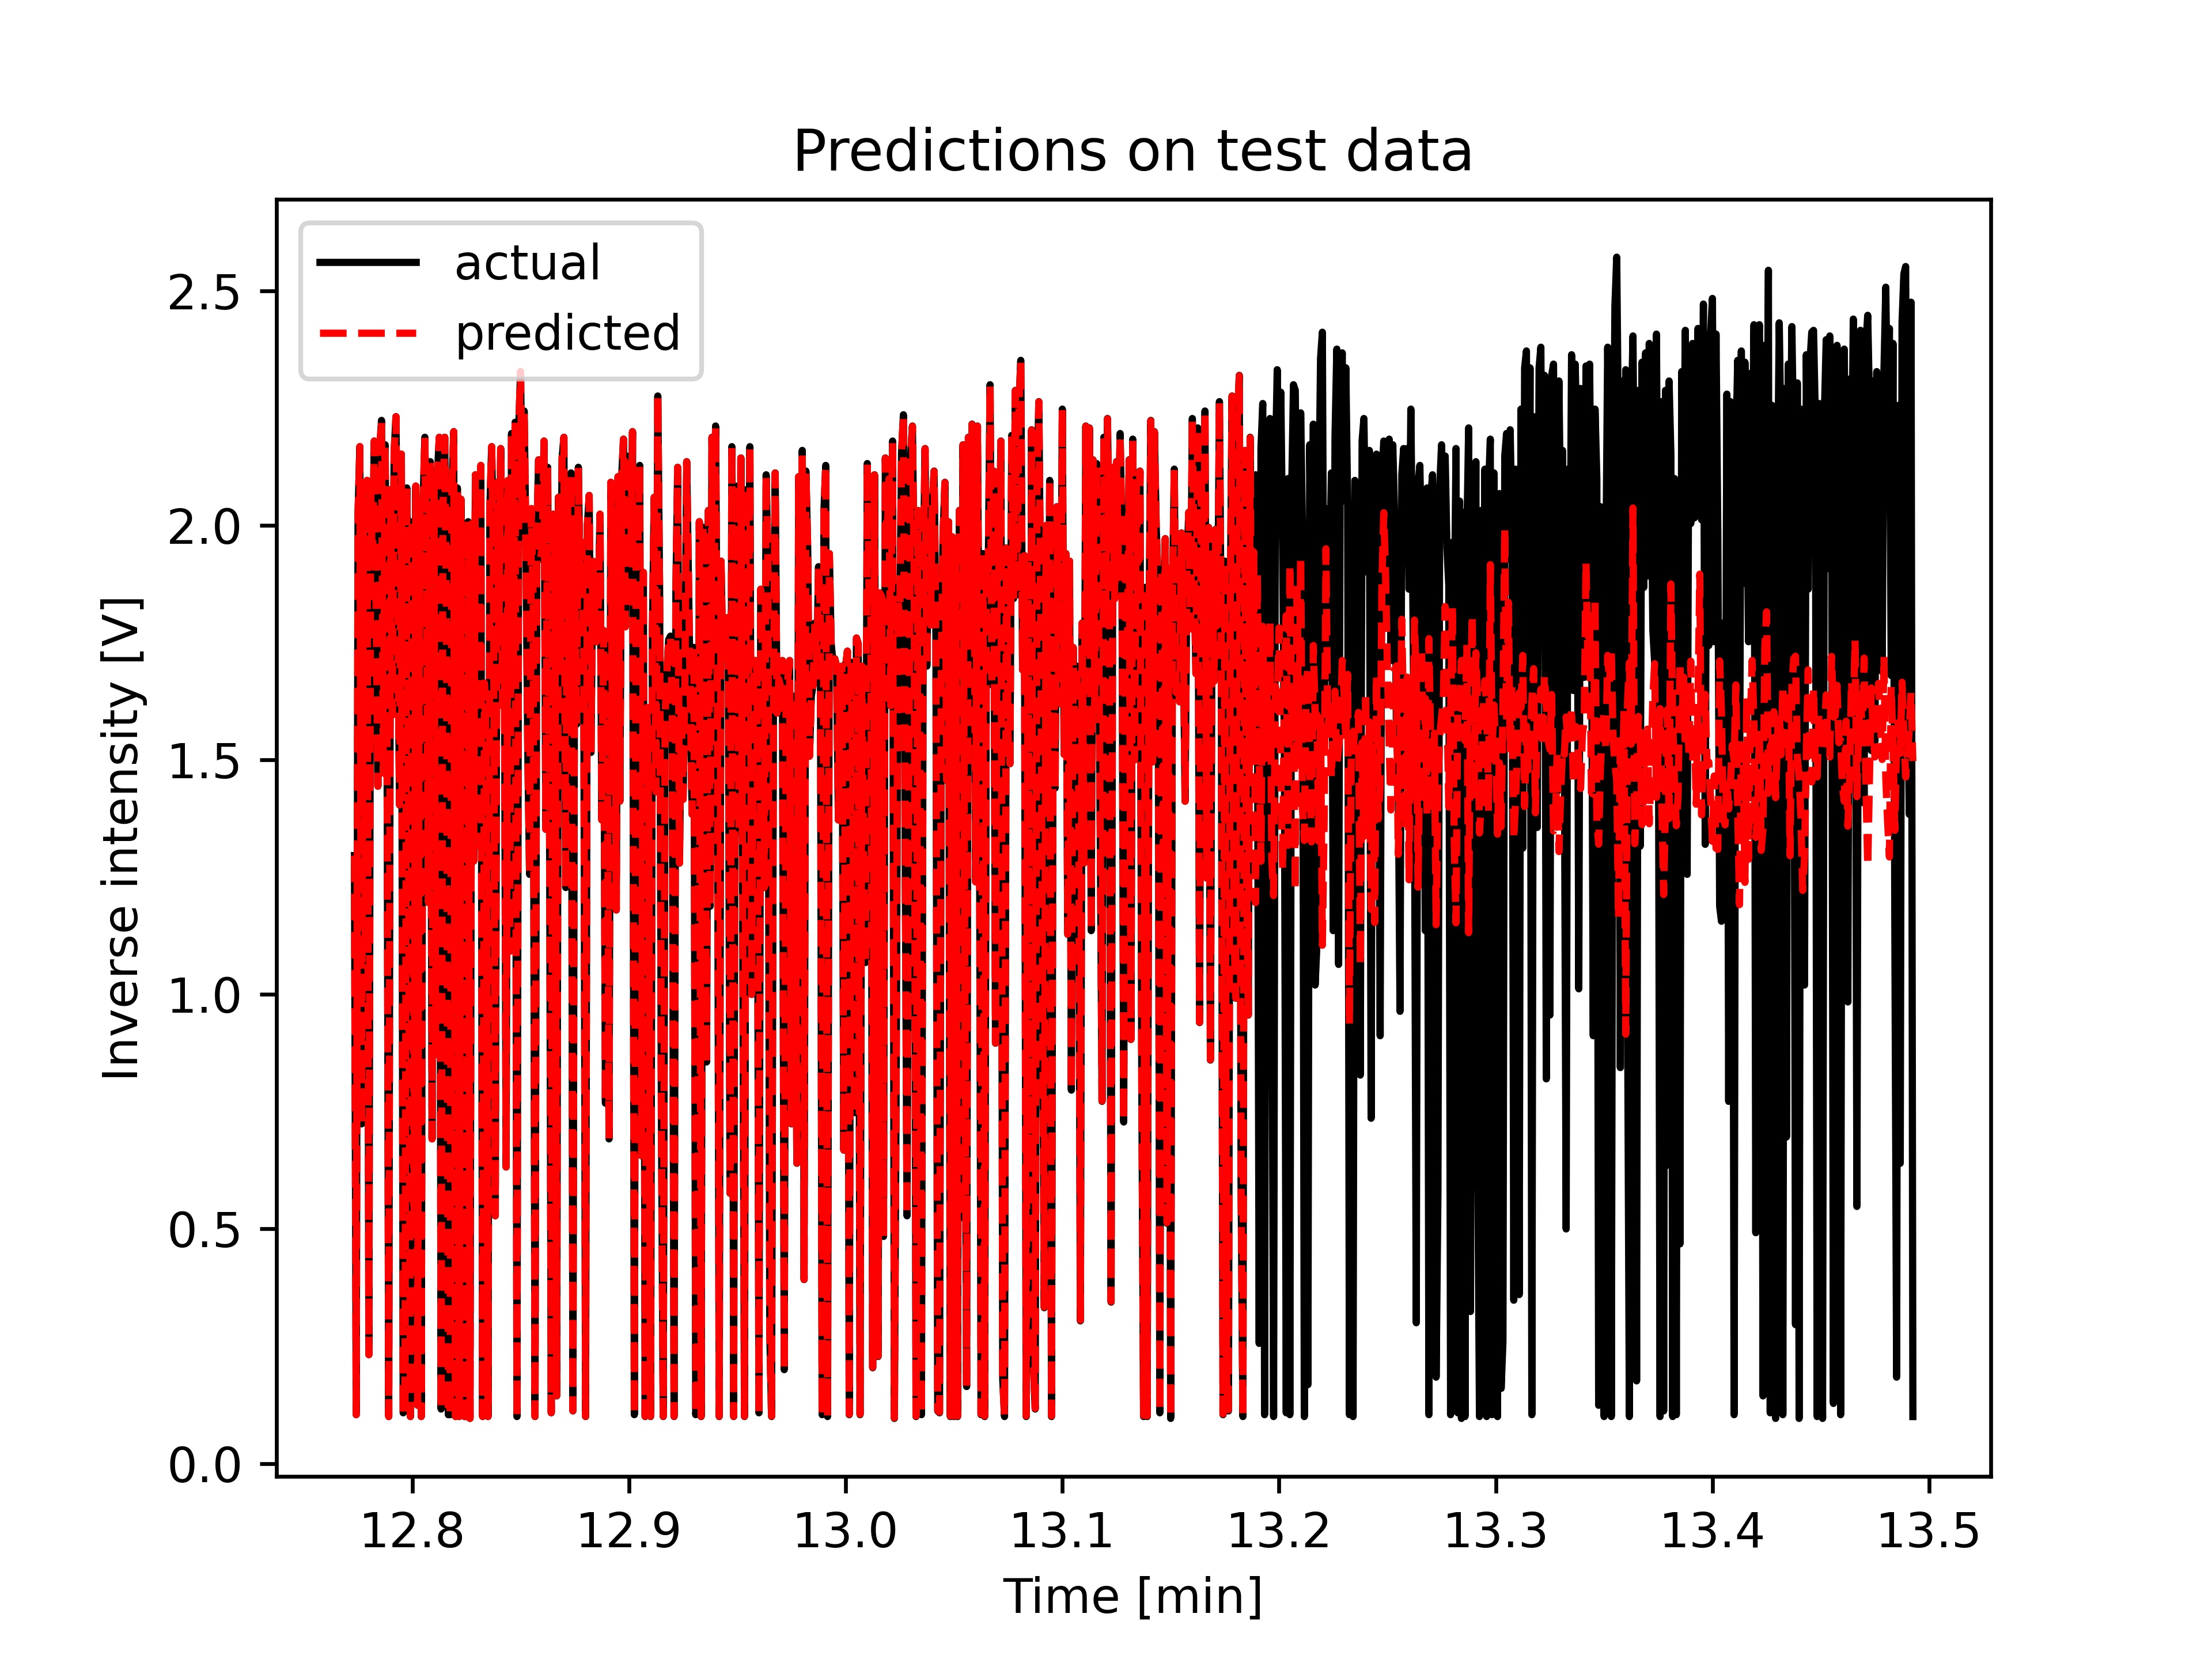 Predictions on test data
actual
predicted
Inverse intensity [V]
2.5
2.0
1.5
1.0
0.5
0.0
12.8 12.9 13.0 13.1 13.2 13.3 13.4 13.5
Time [min]